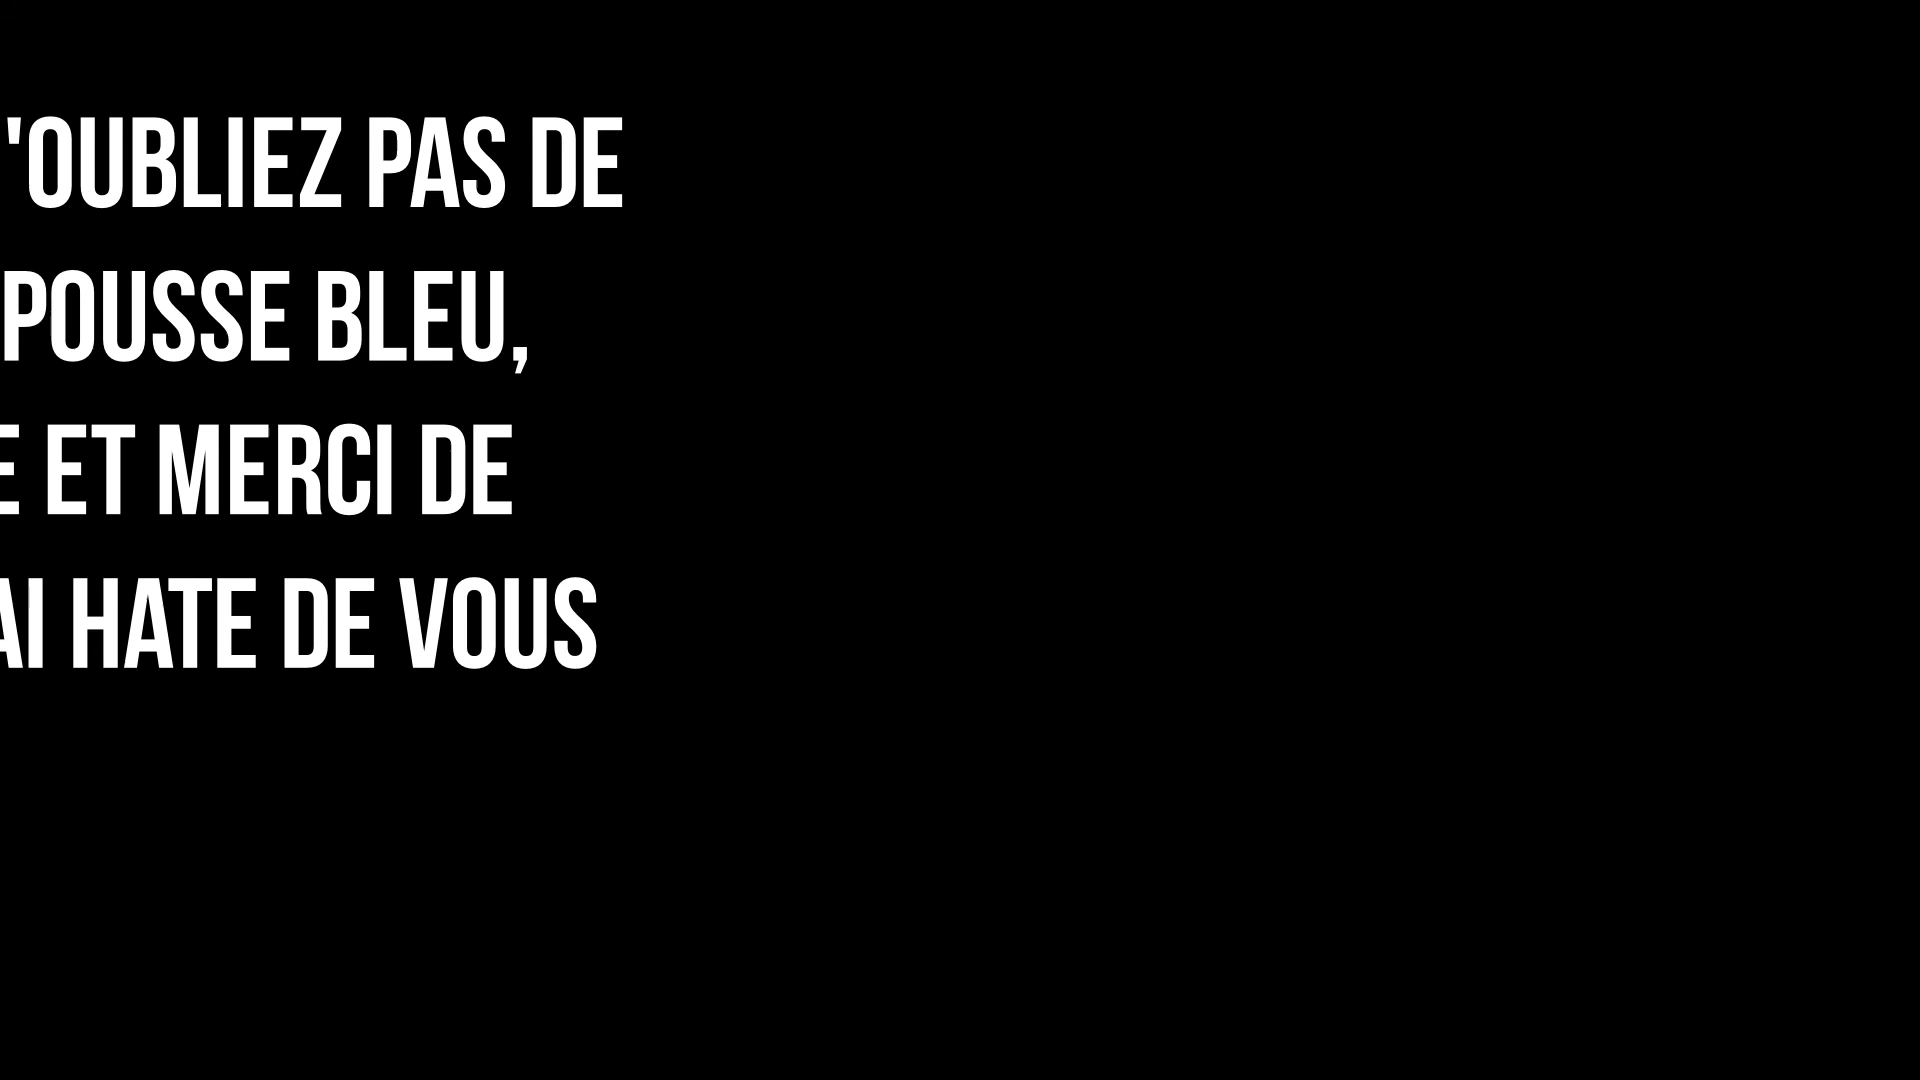 'OUBLIEZ PAS DE
POUSSE BLEU,
E ET MERCI DE
AI HATE DE VOUS